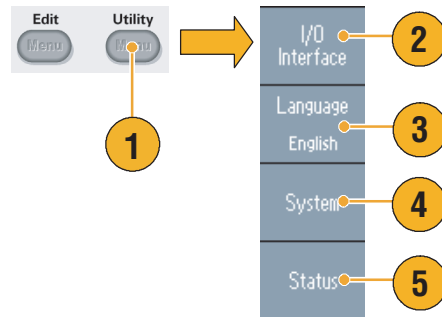 Edit Utility
Menu Menu
1
I/O
Interface
2
Language
English
3
System
4
Status
5